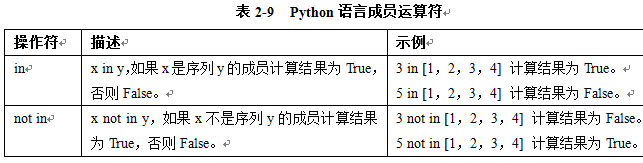 表 2-9 Python 语言成员运算符
操作符 描述 示例
in x in y,如果 x 是序列 y 的成员计算结果为 True， 3 in [1，2，3，4] 计算结果为 True。
否则 False。 5 in [1，2，3，4] 计算结果为 False。
not in x not in y，如果 x 不是序列 y 的成员计算结果 3 not in [1，2，3，4] 计算结果为 False。
为 True，否则 False。 5 not in [1，2，3，4] 计算结果为 True。